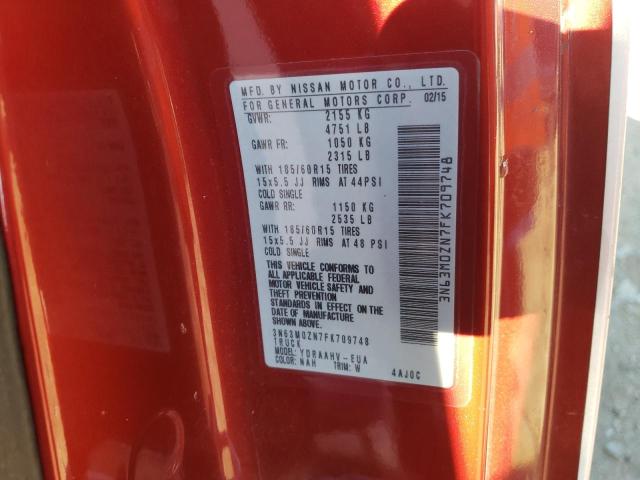 MFD. BY NISSAN MOTOR CO., LTD.
FOR GENERAL MOTORS CORP. 02/15
GVWR: 2155 KG
4751 LB
GAWR FR: 1050 KG
2315 LB
WITH 185/60R15 TIRES
15x5.5 JJ RIMS AT 44PSI
COLD SINGLE
GAWR RR: 1150 KG
2535 LB
WITH 185/60R15 TIRES
15x5.5 JJ RIMS AT 48 PSI
COLD SINGLE
THIS VEHICLE CONFORMS TO
ALL APPLICABLE FEDERAL
MOTOR VEHICLE SAFETY AND
THEFT PREVENTION
STANDARDS IN EFFECT ON THE
DATE OF MANUFACTURE
SHOWN ABOVE.
3N63M0ZN7FK709748
TRUCK
MODEL: YDRAAHV-EUA
COLOR: NAH TRIM: W 4AJ0C
3N63M0ZN7FK709748